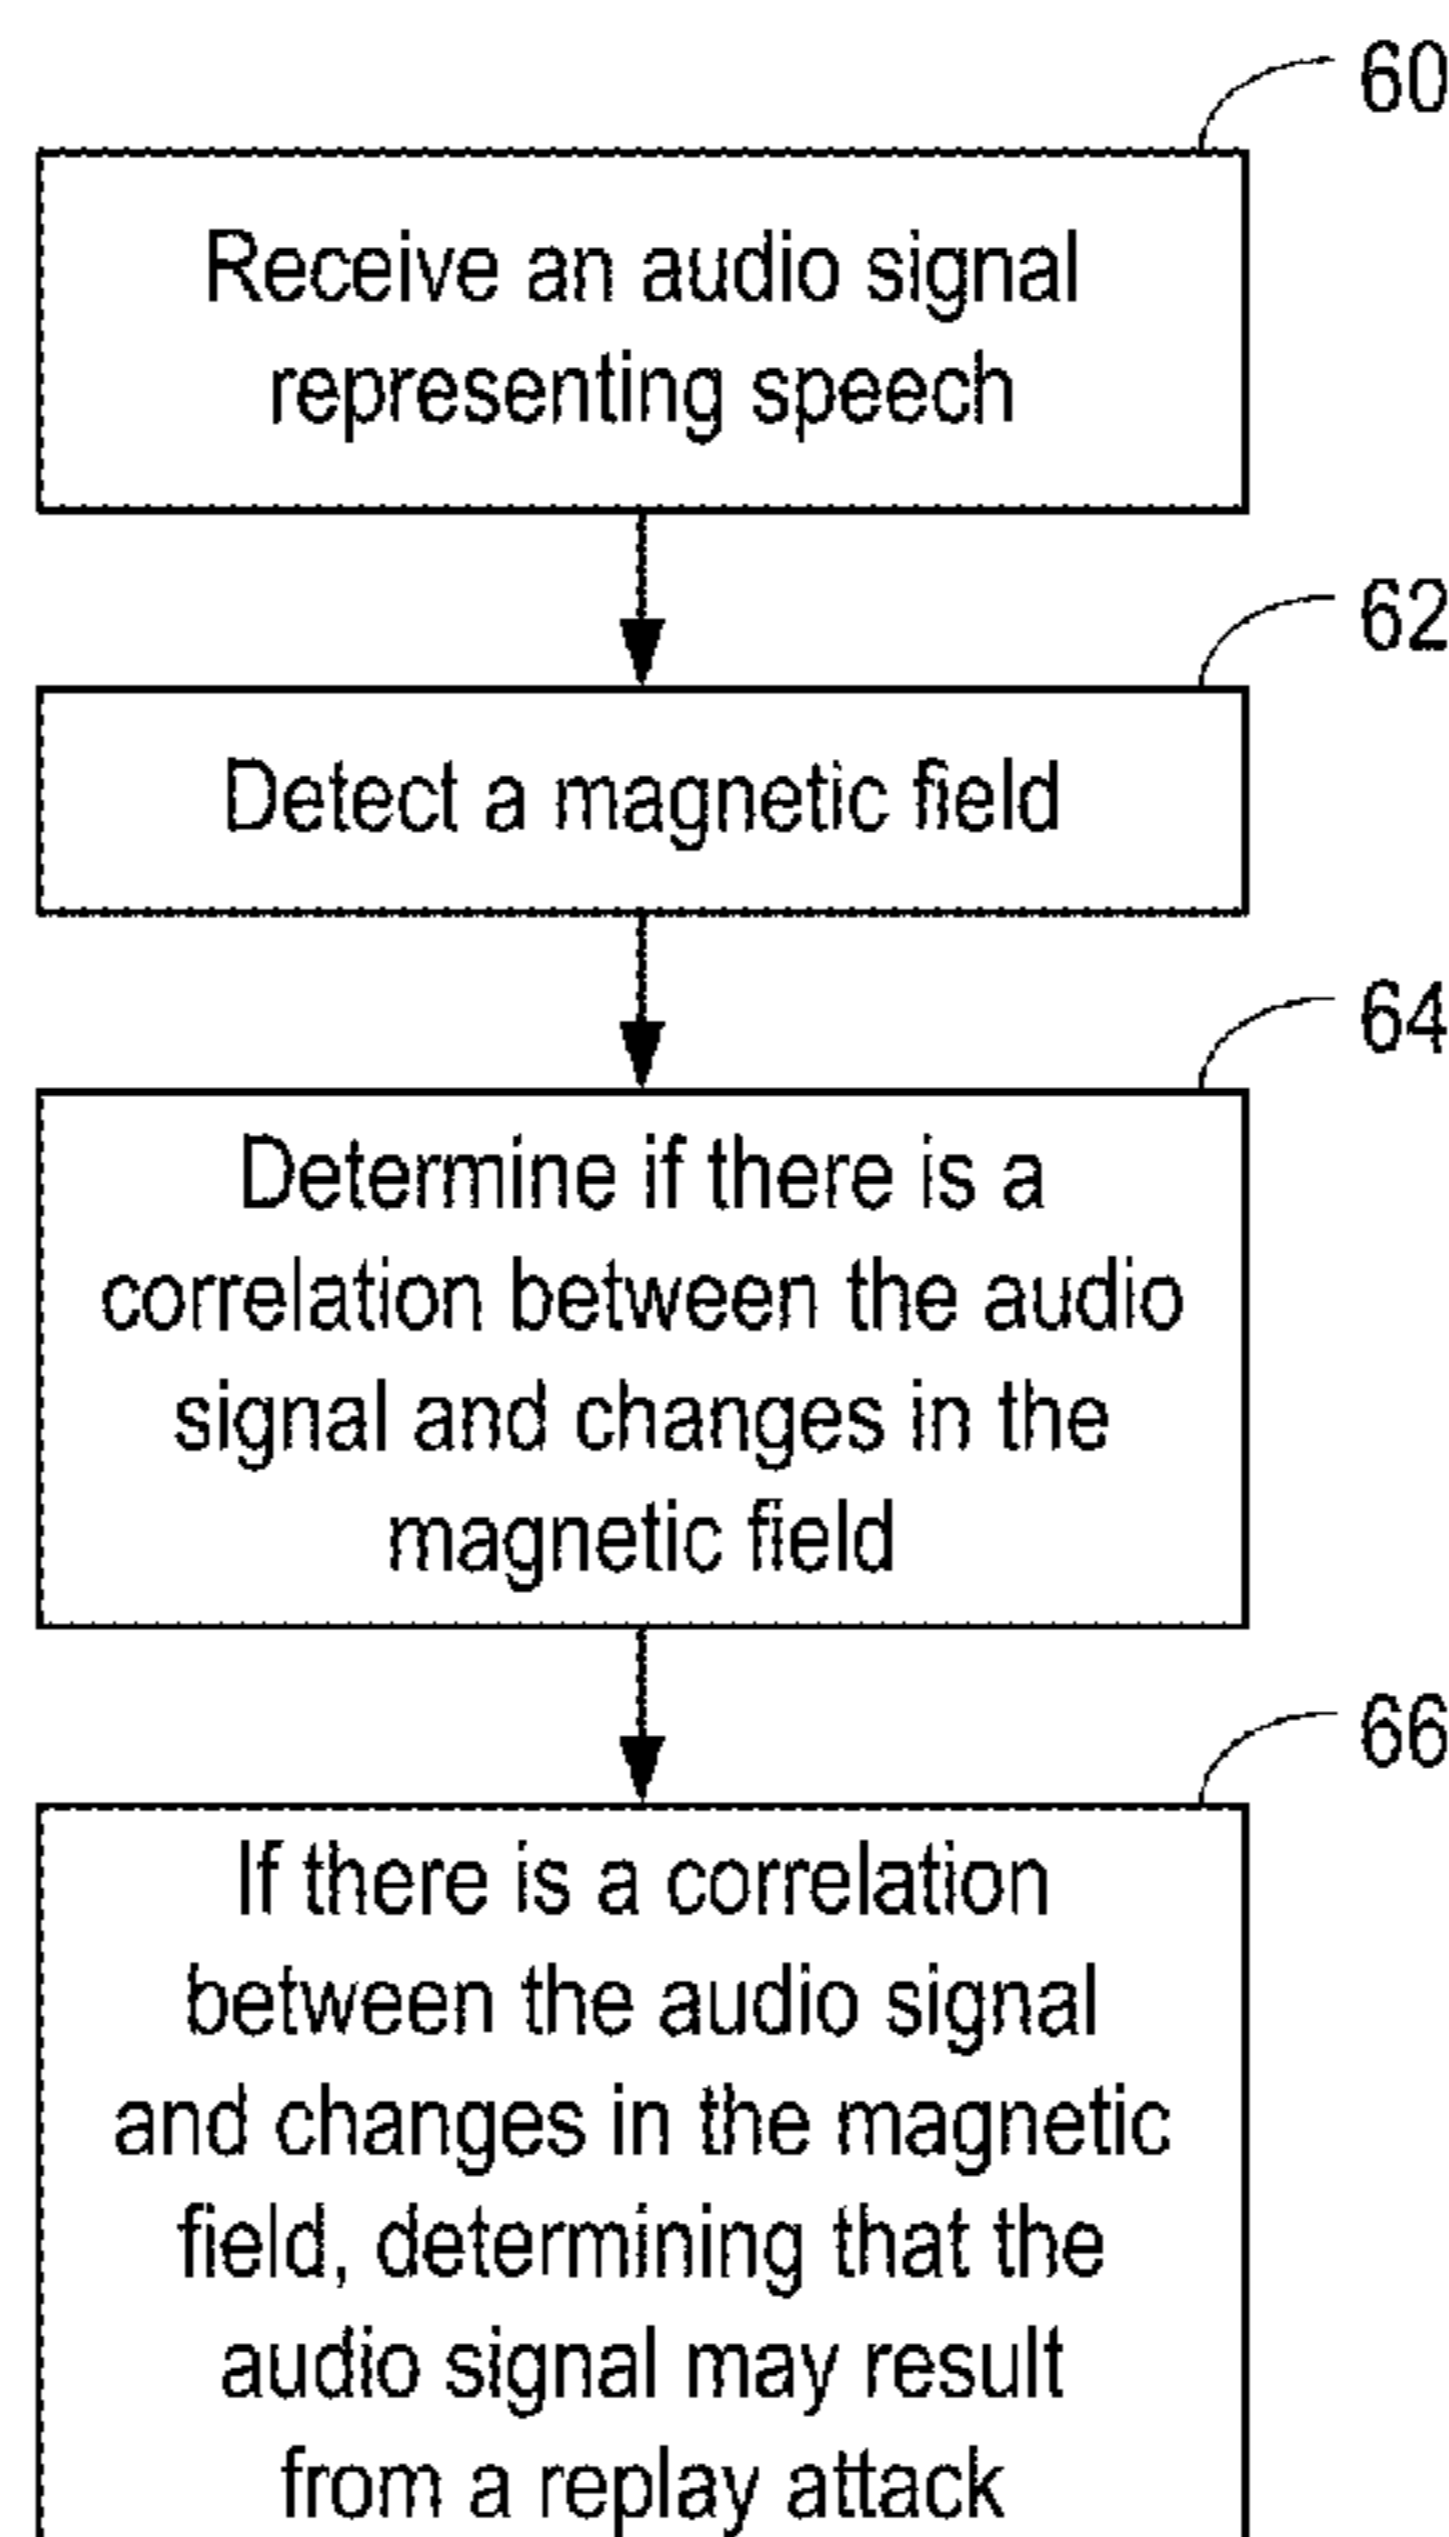 60
Receive an audio signal
representing speech
62
Detect a magnetic field
64
Determine if there is a
correlation between the audio
signal and changes in the
magnetic field
66
If there is a correlation
between the audio signal
and changes in the magnetic
field, determining that the
audio signal may result
from a replay attack